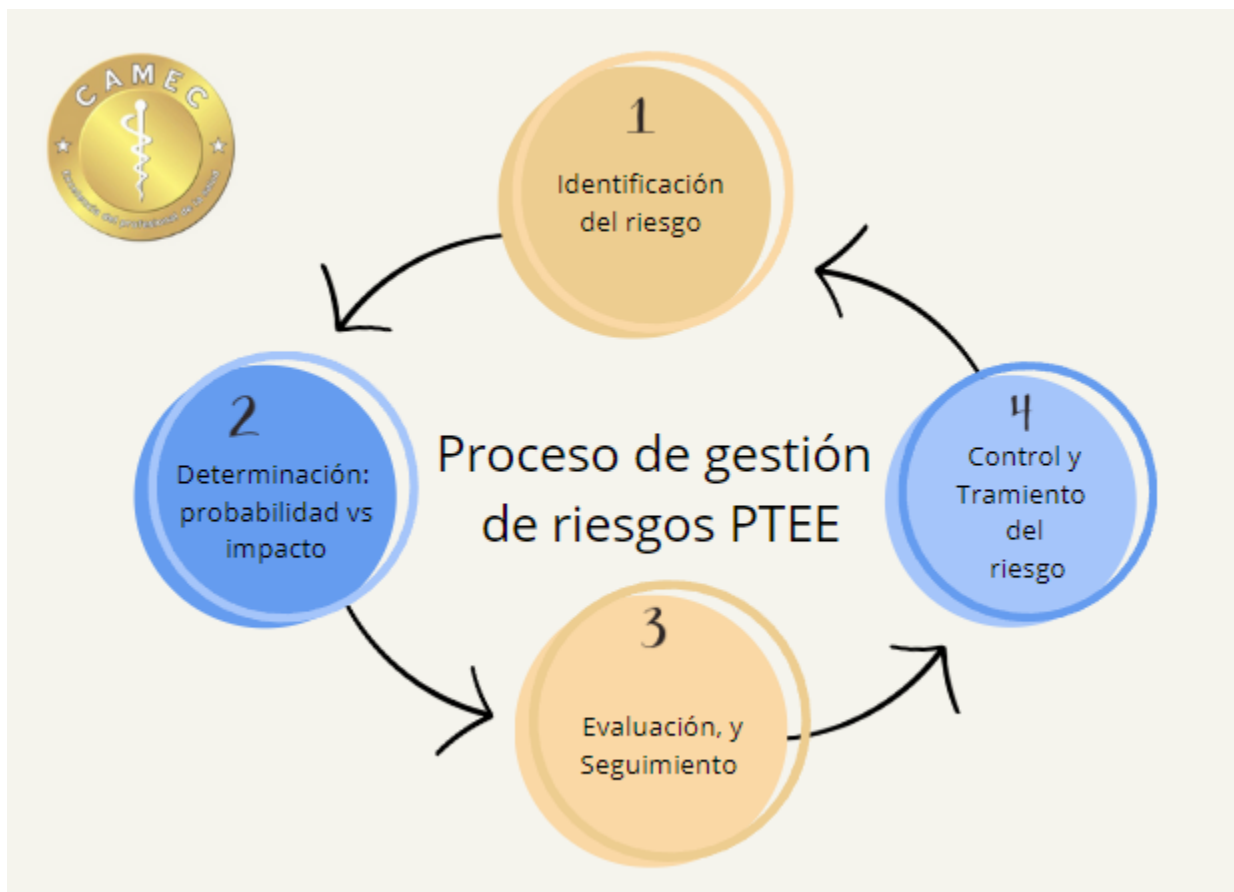 CAMEC
1
Identificación
del riesgo
2
Determinación:
probabilidad vs
impacto
Proceso de gestión
de riesgos PTEE
3
Evaluación, y
Seguimiento
4
Control y
Tramiento
del
riesgo